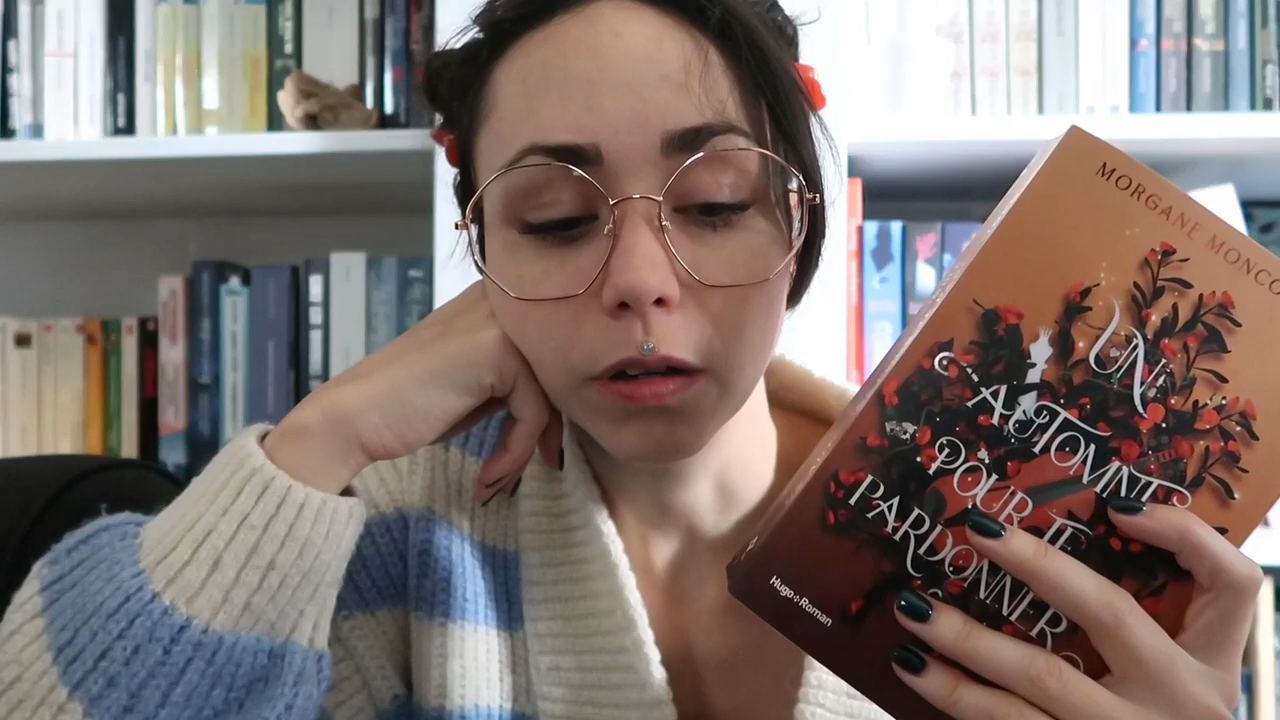 MORGANE MONCO
UN
AUTOMNE
POUR TE
PARDONNER
Hugo+Roman